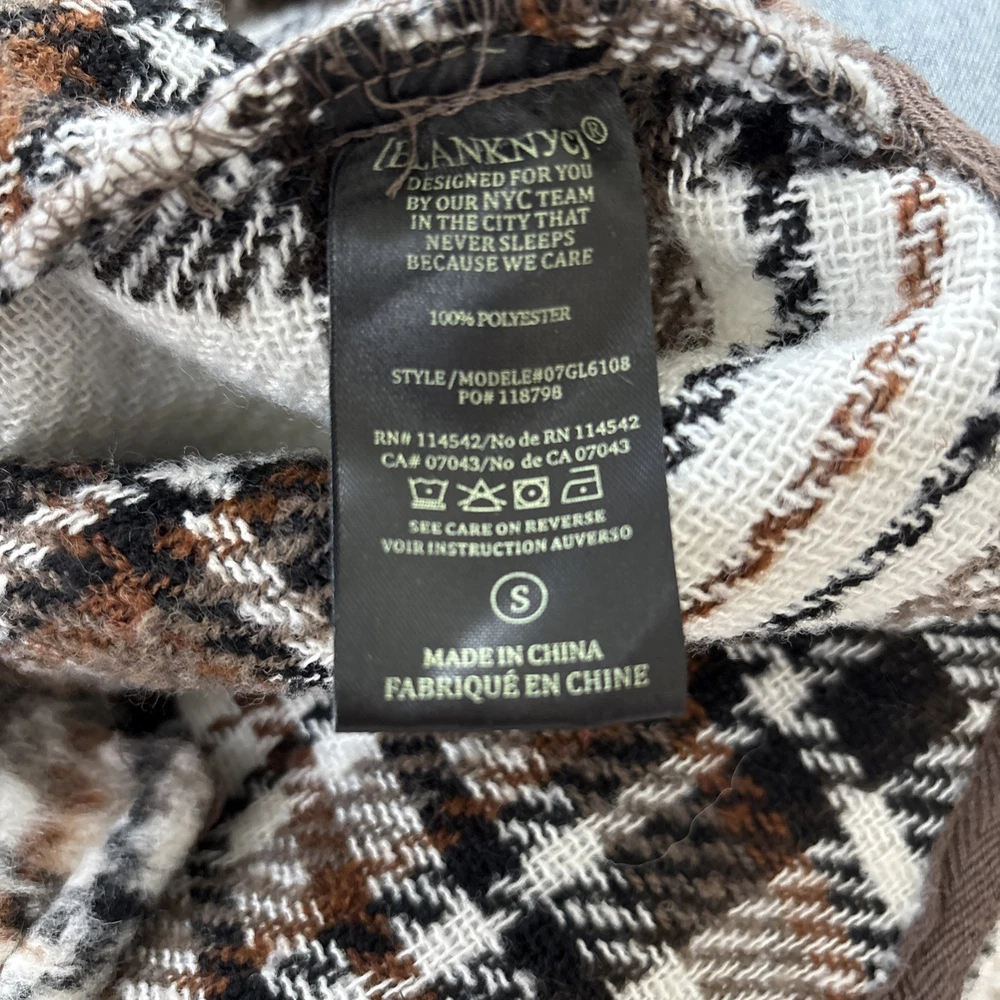 [BLANKNYC]®
DESIGNED FOR YOU
BY OUR NYC TEAM
IN THE CITY THAT
NEVER SLEEPS
BECAUSE WE CARE
100% POLYESTER
STYLE/MODELE#07GL6108
PO# 118798
RN# 114542/No de RN 114542
CA# 07043/No de CA 07043
SEE CARE ON REVERSE
VOIR INSTRUCTION AUVERSO
S
MADE IN CHINA
FABRIQUÉ EN CHINE